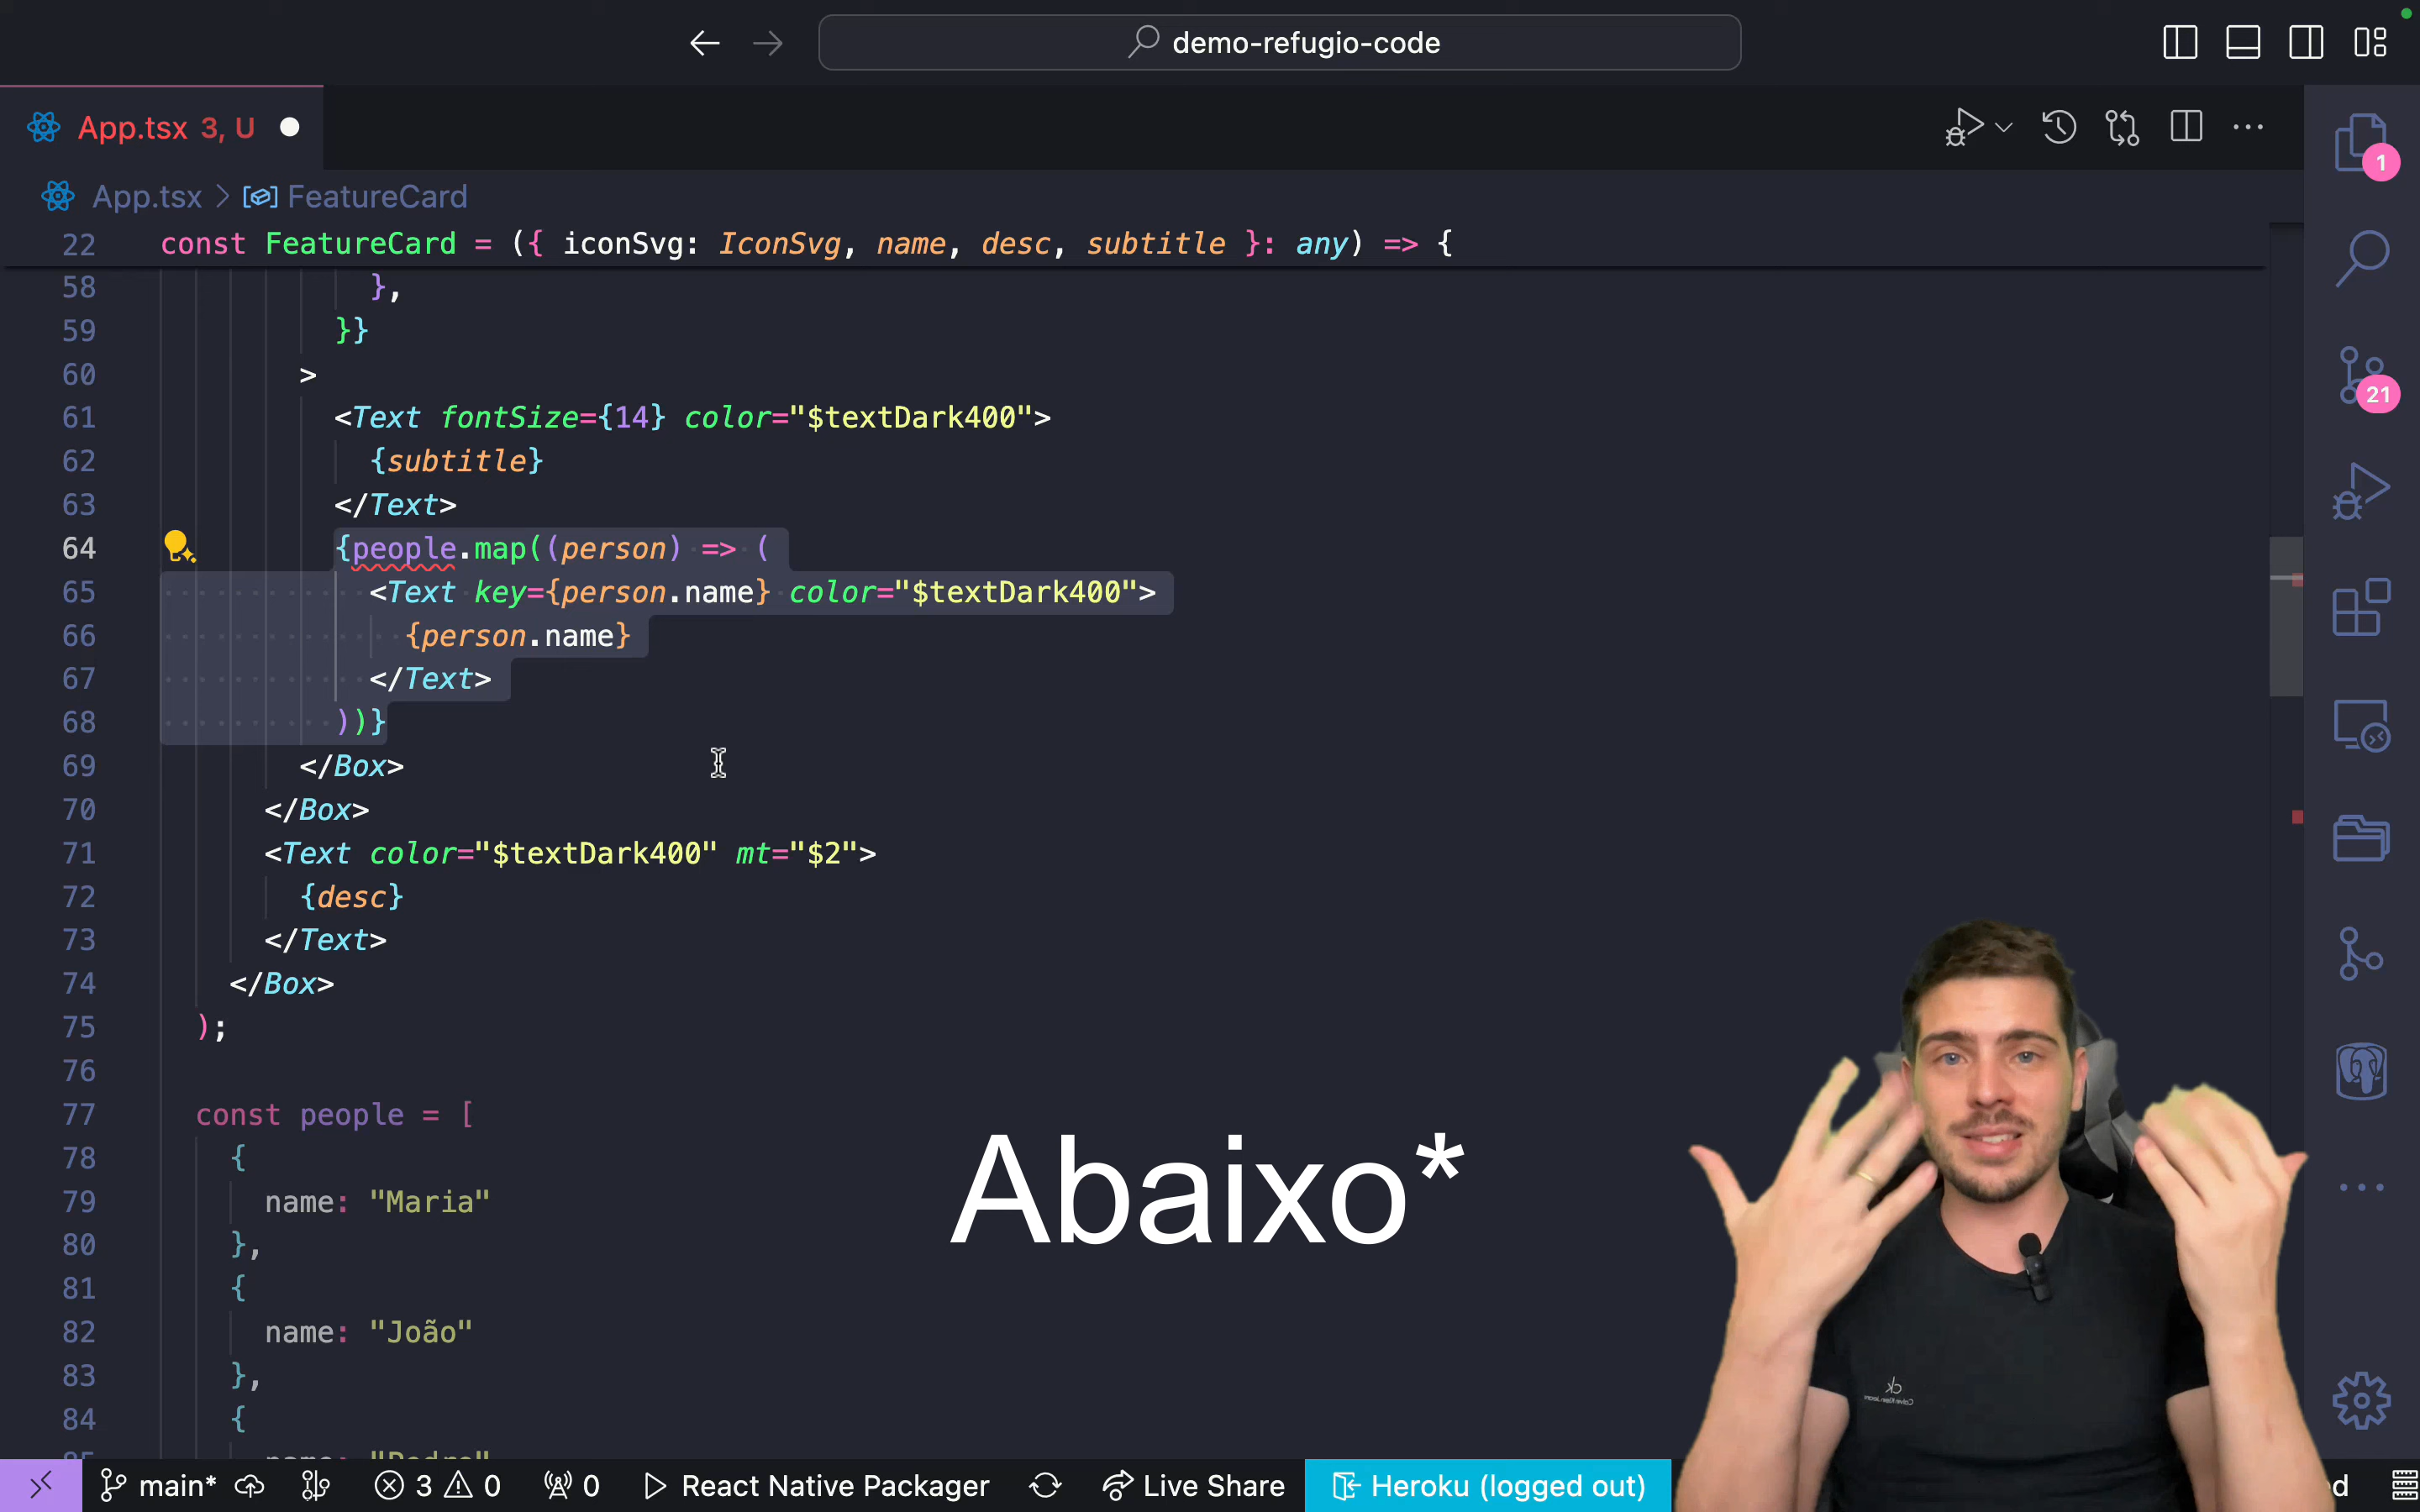 demo-refugio-code
App.tsx 3, U
App.tsx > FeatureCard
1
22 const FeatureCard = ({ iconSvg: IconSvg, name, desc, subtitle }: any) => {
58 },
59 }}
60 >
61 <Text fontSize={14} color="$textDark400">
62 {subtitle}
63 </Text>
21
64 {people.map((person) => (
65 <Text key={person.name} color="$textDark400">
66 {person.name}
67 </Text>
68 ))}
69 </Box>
70 </Box>
71 <Text color="$textDark400" mt="$2">
72 {desc}
73 </Text>
74 </Box>
75 );
76
77 const people = [
78 {
79 name: "Maria"
80 },
81 {
82 name: "João"
83 },
84 {
Abaixo*
main* 3 0 0 React Native Packager Live Share Heroku (logged out)